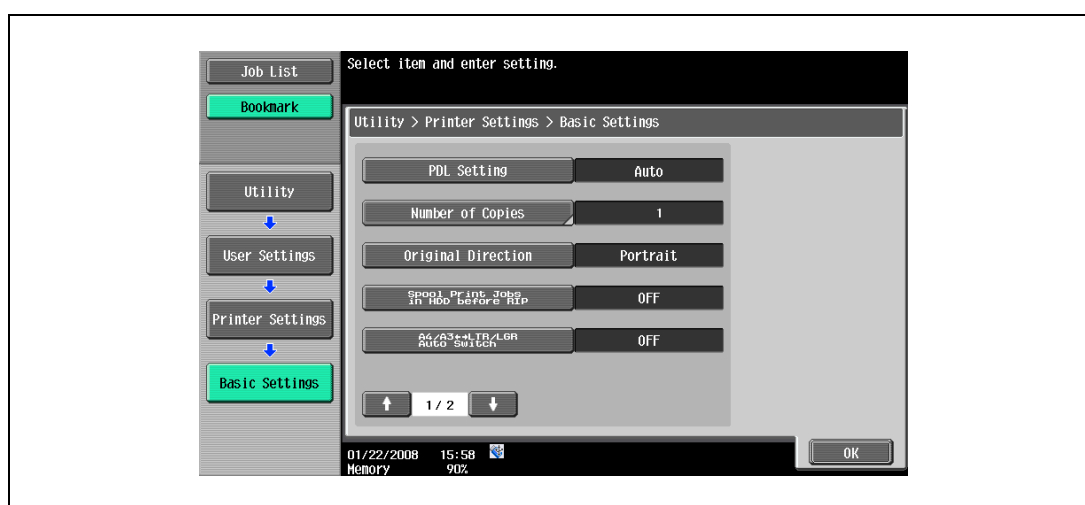 Job List
Bookmark
Utility
User Settings
Printer Settings
Basic Settings
Select item and enter setting.
Utility > Printer Settings > Basic Settings
PDL Setting Auto
Number of Copies 1
Original Direction Portrait
Spool Print Jobs
in HDD before RIP
OFF
A4/A3↔LTR/LGR
Auto Switch
OFF
1/2
01/22/2008 15:58
Memory 90%
OK